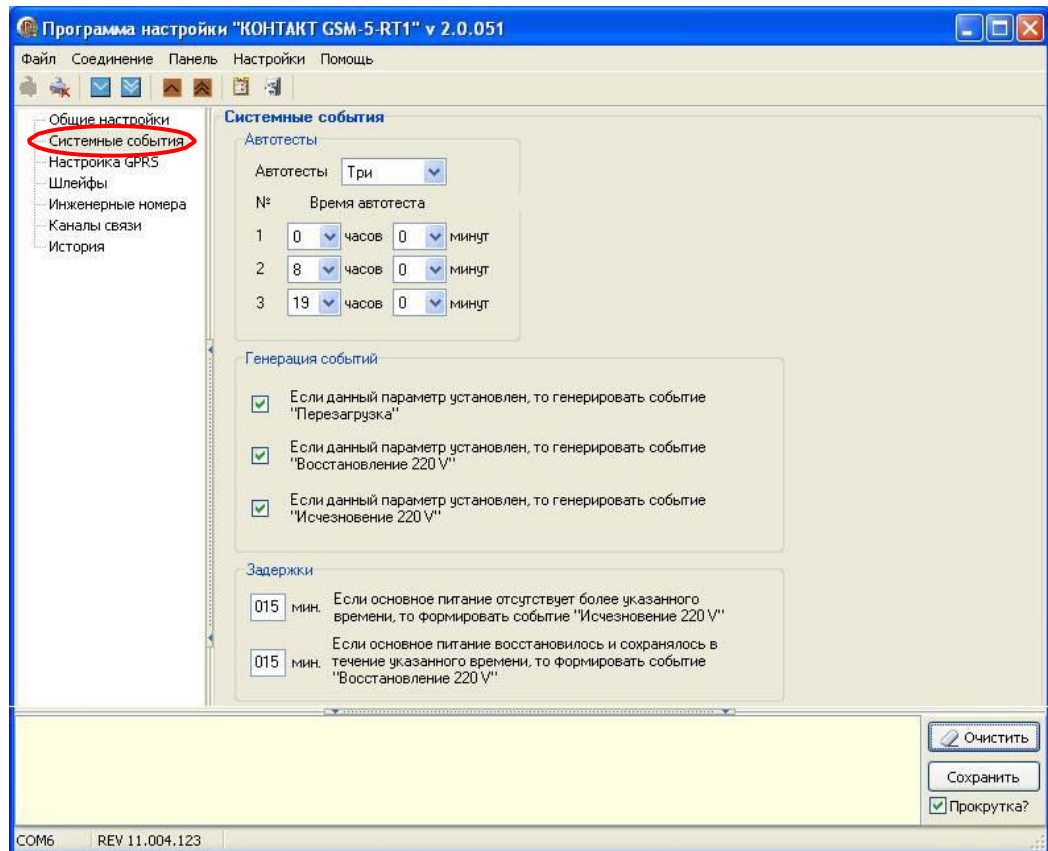 Программа настройки "КОНТАКТ GSM-5-RT1" v 2.0.051
Файл Соединение Панель Настройки Помощь
Общие настройки
Системные события
Настройка GPRS
Шлейфы
Инженерные номера
Каналы связи
История
Системные события
Автотесты
Автотесты Три
№ Время автотеста
1 0 часов 0 минут
2 8 часов 0 минут
3 19 часов 0 минут
Генерация событий
Если данный параметр установлен, то генерировать событие
"Перезагрузка"
Если данный параметр установлен, то генерировать событие
"Восстановление 220 V"
Если данный параметр установлен, то генерировать событие
"Исчезновение 220 V"
Задержки
015 мин. Если основное питание отсутствует более указанного
времени, то формировать событие "Исчезновение 220 V"
Если основное питание восстановилось и сохранялось в
015 мин. течение указанного времени, то формировать событие
"Восстановление 220 V"
Очистить
Сохранить
Прокрутка?
COM6 REV 11.004.123